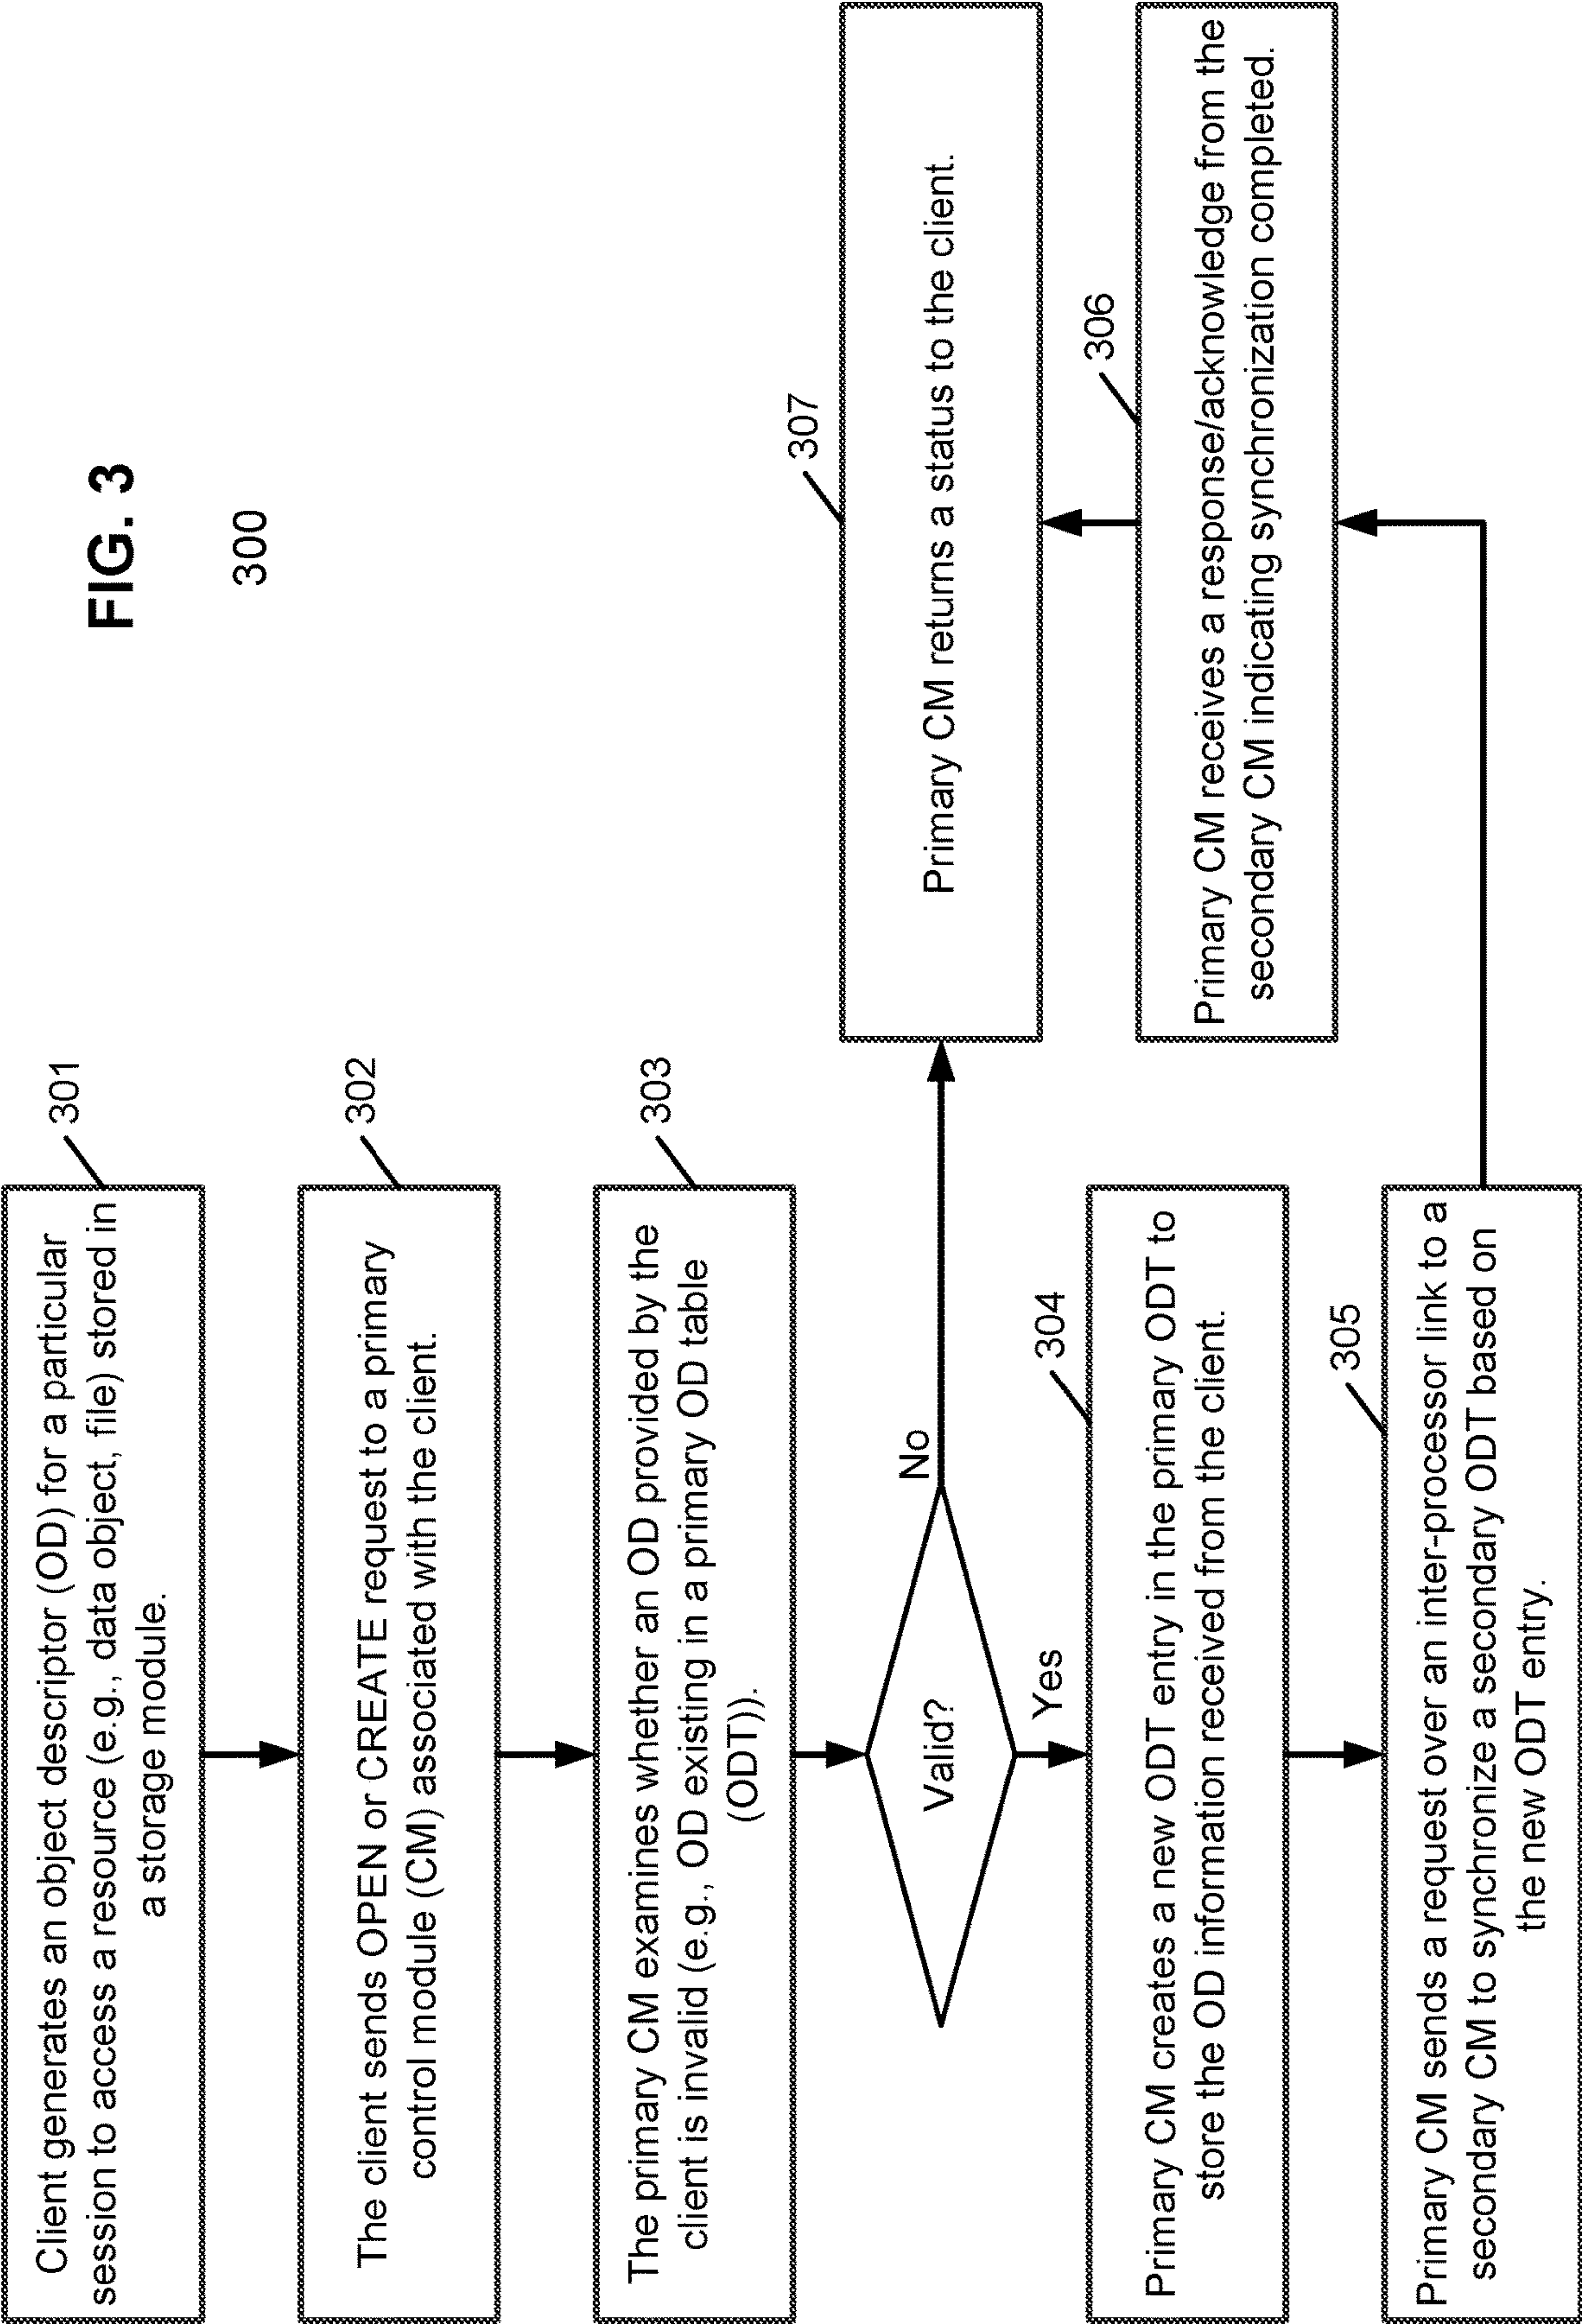 FIG. 3
300
301
Client generates an object descriptor (OD) for a particular
session to access a resource (e.g., data object, file) stored in
a storage module.
302
The client sends OPEN or CREATE request to a primary
control module (CM) associated with the client.
303
The primary CM examines whether an OD provided by the
client is invalid (e.g., OD existing in a primary OD table
(ODT)).
Valid?
No
Yes
304
Primary CM creates a new ODT entry in the primary ODT to
store the OD information received from the client.
305
Primary CM sends a request over an inter-processor link to a
secondary CM to synchronize a secondary ODT based on
the new ODT entry.
306
Primary CM receives a response/acknowledge from the
secondary CM indicating synchronization completed.
307
Primary CM returns a status to the client.